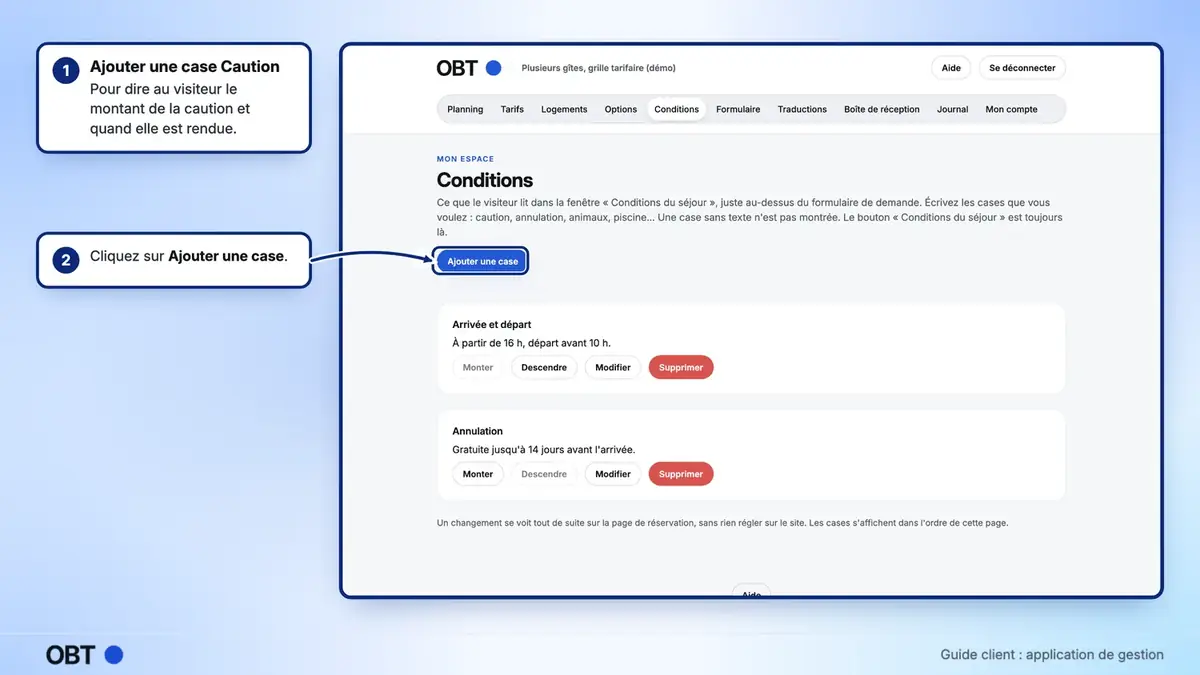 1
Ajouter une case Caution
Pour dire au visiteur le
montant de la caution et
quand elle est rendue.
2
Cliquez sur Ajouter une case.
OBT
Plusieurs gîtes, grille tarifaire (démo)
Aide
Se déconnecter
Planning
Tarifs
Logements
Options
Conditions
Formulaire
Traductions
Boîte de réception
Journal
Mon compte
MON ESPACE
Conditions
Ce que le visiteur lit dans la fenêtre « Conditions du séjour », juste au-dessus du formulaire de demande. Écrivez les cases que vous
voulez : caution, annulation, animaux, piscine... Une case sans texte n'est pas montrée. Le bouton « Conditions du séjour » est toujours
là.
Ajouter une case
Arrivée et départ
À partir de 16 h, départ avant 10 h.
Monter
Descendre
Modifier
Supprimer
Annulation
Gratuite jusqu'à 14 jours avant l'arrivée.
Monter
Descendre
Modifier
Supprimer
Un changement se voit tout de suite sur la page de réservation, sans rien régler sur le site. Les cases s'affichent dans l'ordre de cette page.
Aide
OBT
Guide client : application de gestion